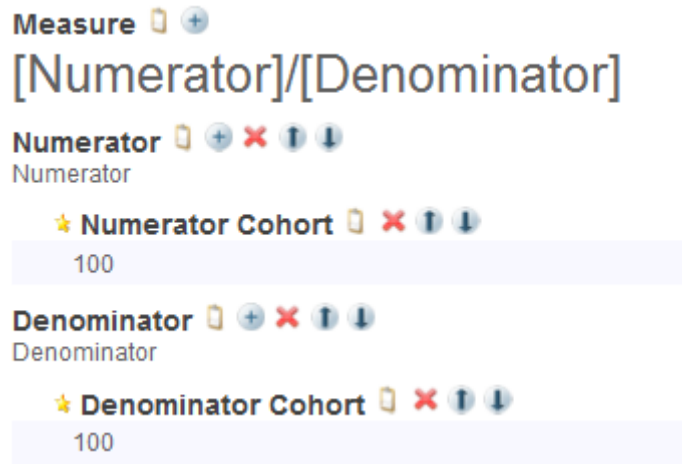 Measure
[Numerator]/[Denominator]
Numerator
Numerator
Numerator Cohort
100
Denominator
Denominator
Denominator Cohort
100